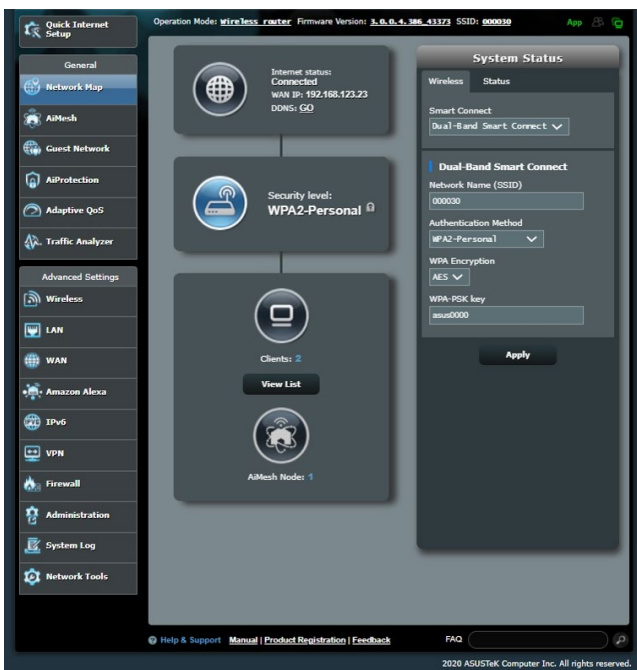 Quick Internet
Setup
Operation Mode: Wireless router Firmware Version: 3.0.0.4.386_43373 SSID: 000030
App
General
Network Map
AiMesh
Guest Network
AiProtection
Adaptive QoS
Traffic Analyzer
Advanced Settings
Wireless
LAN
WAN
Amazon Alexa
IPv6
VPN
Firewall
Administration
System Log
Network Tools
Internet status:
Connected
WAN IP: 192.168.123.23
DDNS: GO
Security level:
WPA2-Personal
Clients: 2
View List
AiMesh Node: 1
System Status
Wireless Status
Smart Connect
Dual-Band Smart Connect
Dual-Band Smart Connect
Network Name (SSID)
000030
Authentication Method
WPA2-Personal
WPA Encryption
AES
WPA-PSK key
asus0000
Apply
Help & Support Manual | Product Registration | Feedback
FAQ
2020 ASUSTeK Computer Inc. All rights reserved.